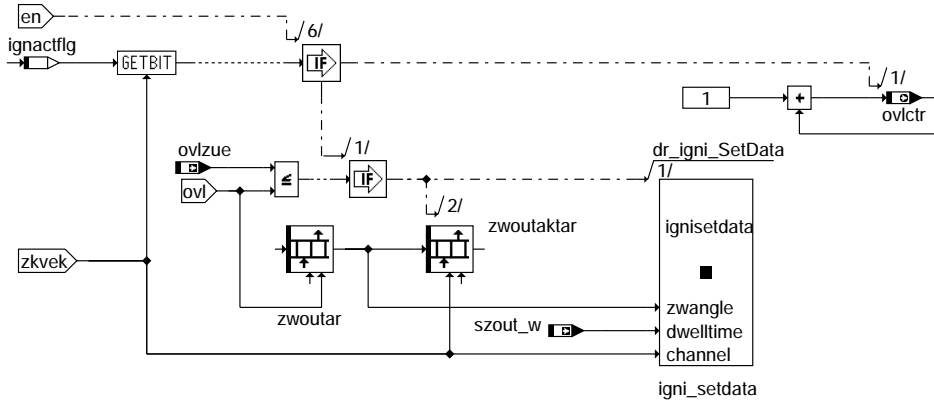 en
6/
ignactflg
GETBIT
IF
1/
1
+
ovlctr
ovlzue
1/
dr_igni_SetData
ovl
≤
IF
1/
2/
zwoutaktar
ignisetdata
zkvek
zwoutar
zwangle
szout_w
dwelltime
channel
igni_setdata